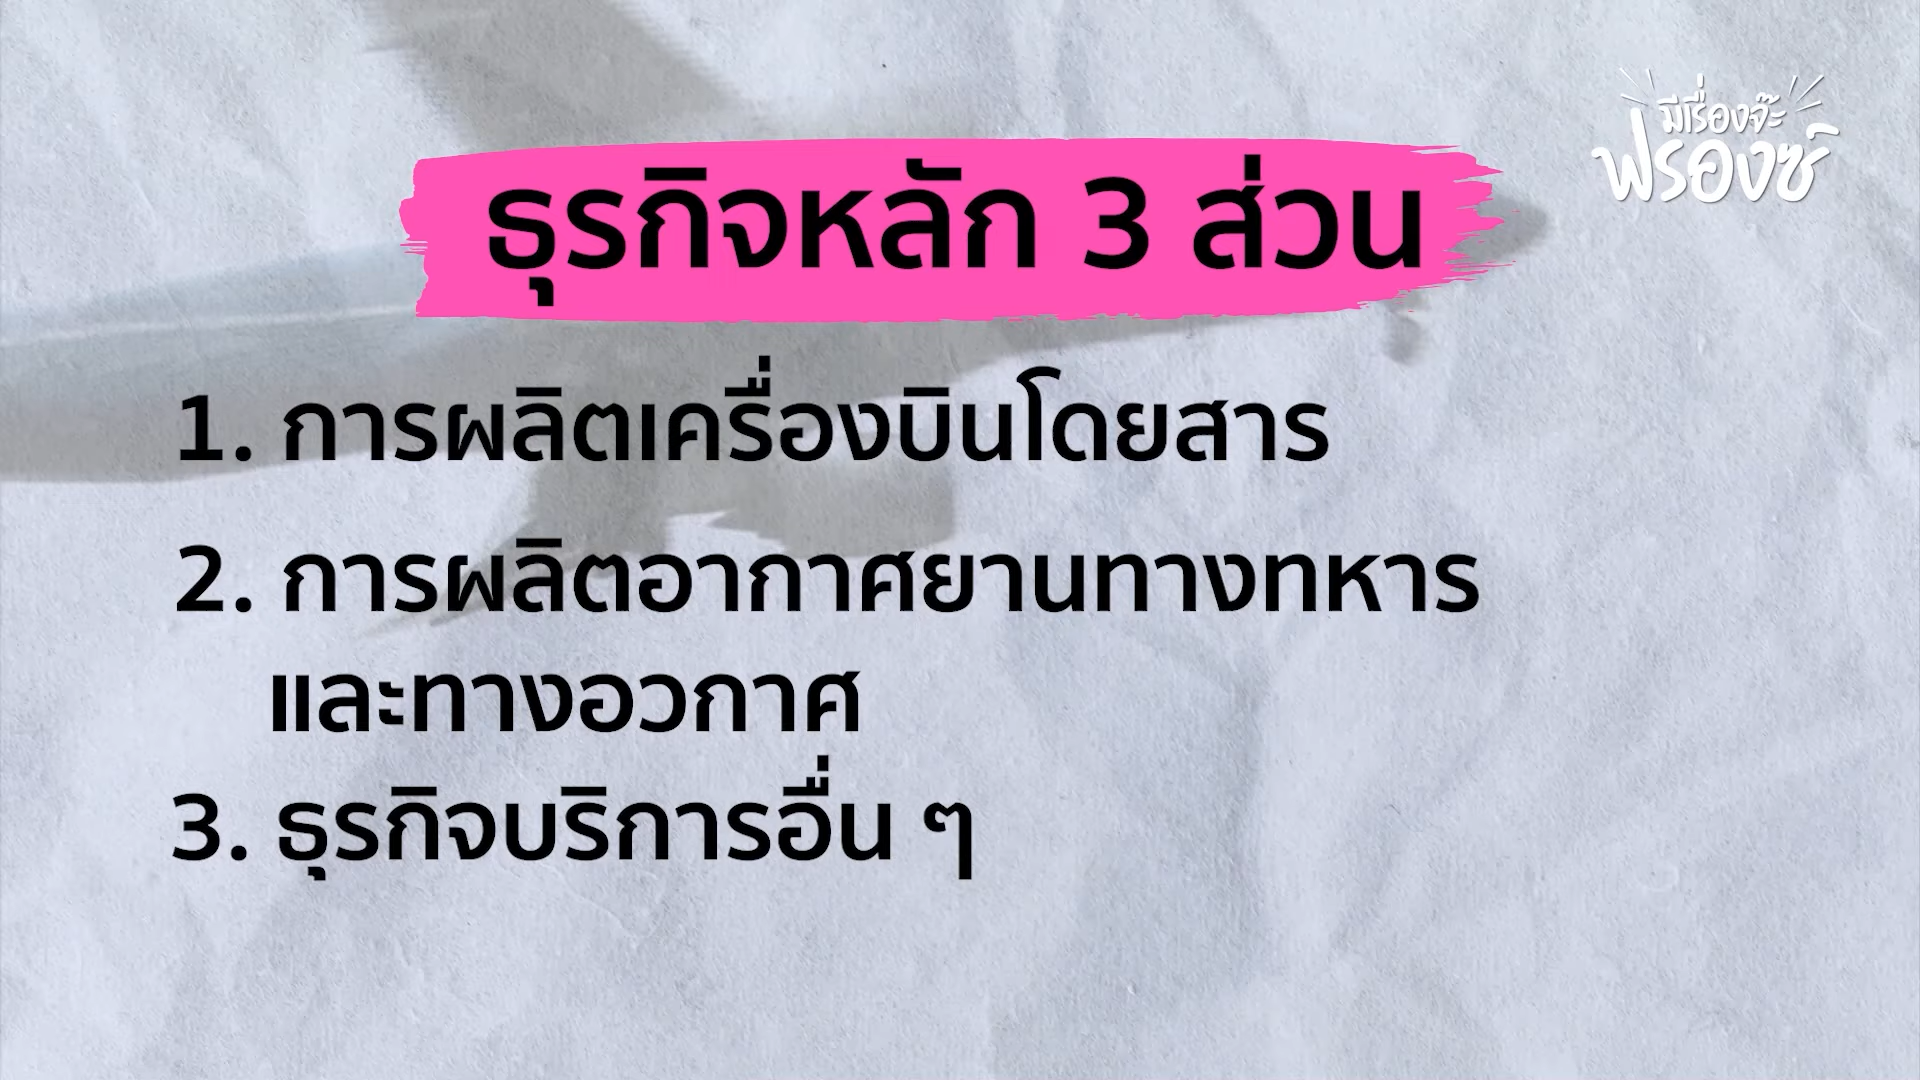 มีเรื่องจ๊ะ
ฟรองซ์
ธุรกิจหลัก 3 ส่วน
1. การผลิตเครื่องบินโดยสาร
2. การผลิตอากาศยานทางทหาร
และทางอวกาศ
3. ธุรกิจบริการอื่น ๆ